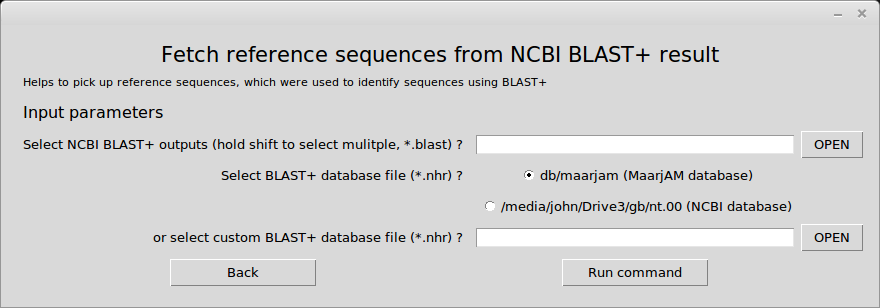 Fetch reference sequences from NCBI BLAST+ result
Helps to pick up reference sequences, which were used to identify sequences using BLAST+
Input parameters
Select NCBI BLAST+ outputs (hold shift to select mulitple, *.blast) ? OPEN
Select BLAST+ database file (*.nhr) ? db/maarjam (MaarjAM database)
/media/john/Drive3/gb/nt.00 (NCBI database)
or select custom BLAST+ database file (*.nhr) ? OPEN
Back Run command